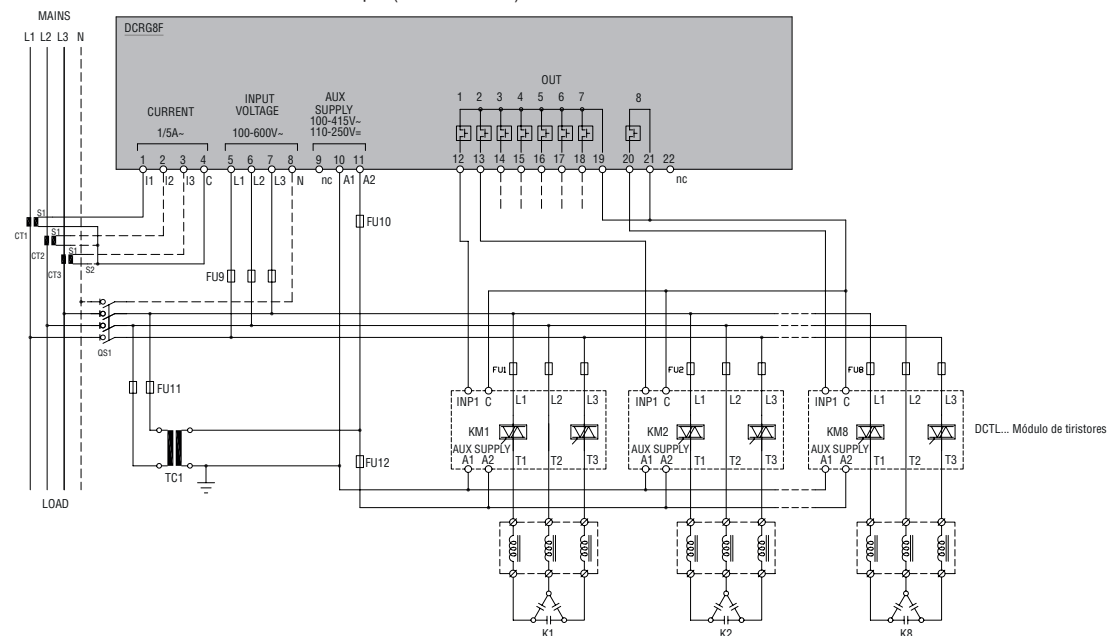 MAINS
L1 L2 L3 N
DCRG8F
OUT
1 2 3 4 5 6 7 8
CURRENT
1/5A~
INPUT
VOLTAGE
100-600V~
AUX
SUPPLY
100-415V~
110-250V=
1 2 3 4 5 6 7 8 9 10 11 12 13 14 15 16 17 18 19 20 21 22
I1 I2 I3 C L1 L2 L3 N nc A1 A2 nc
S1
CT1
S1
CT2
S1
CT3
S2
FU10
FU9
QS1
FU11
FU1 FU2 FU8
INP1 C L1 L2 L3 INP1 C L1 L2 L3 INP1 C L1 L2 L3
KM1 KM2 KM8
DCTL... Módulo de tiristores
AUX SUPPLY AUX SUPPLY AUX SUPPLY
A1 A2 T1 T2 T3 A1 A2 T1 T2 T3 A1 A2 T1 T2 T3
FU12
TC1
LOAD
K1 K2 K8